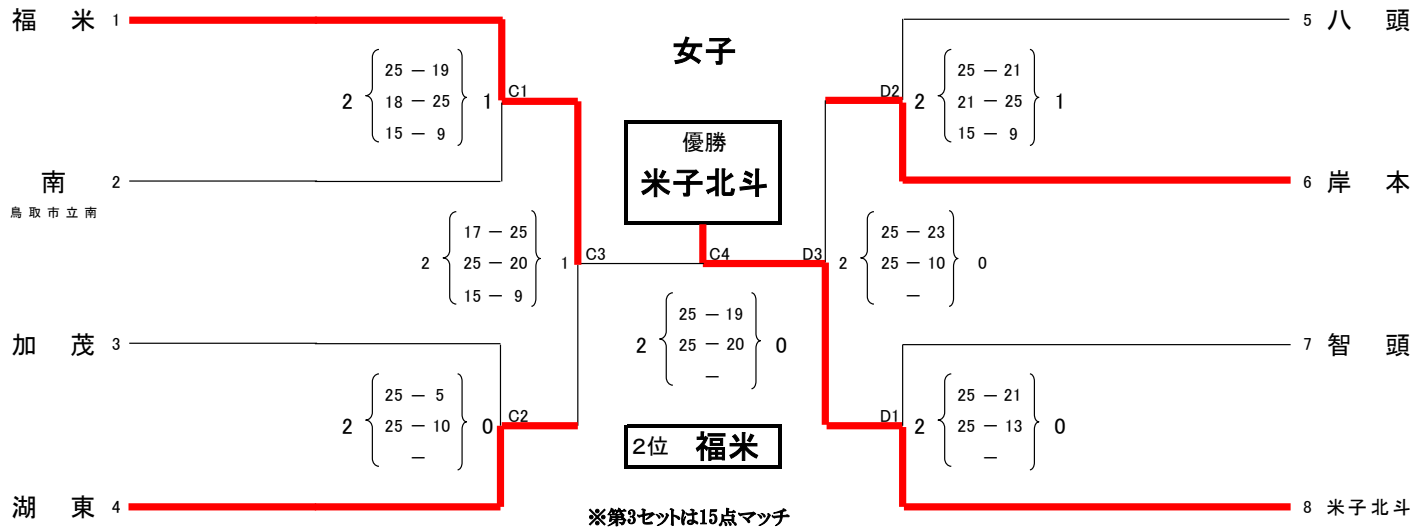 女子
福米 1
C1
2 25 － 19 1
18 － 25
15 － 9
南 2
鳥取市立南
C3
2 17 － 25 1
25 － 20
15 － 9
加茂 3
C2
2 25 － 5 0
25 － 10
－
湖東 4
優勝
米子北斗
C4
2 25 － 19 0
25 － 20
－
2位 福米
※第3セットは15点マッチ
5 八頭
D2
2 25 － 21 1
21 － 25
15 － 9
6 岸本
D3
2 25 － 23 0
25 － 10
－
7 智頭
D1
2 25 － 21 0
25 － 13
－
8 米子北斗